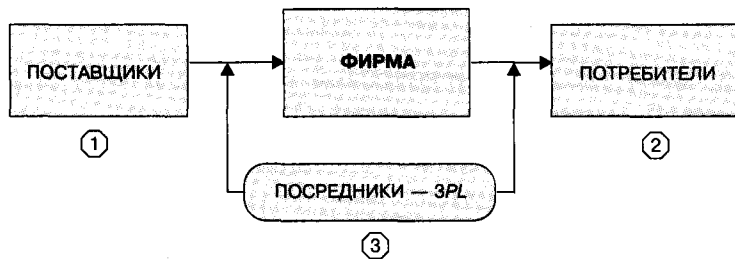 ПОСТАВЩИКИ
ФИРМА
ПОТРЕБИТЕЛИ
1
2
ПОСРЕДНИКИ — 3PL
3